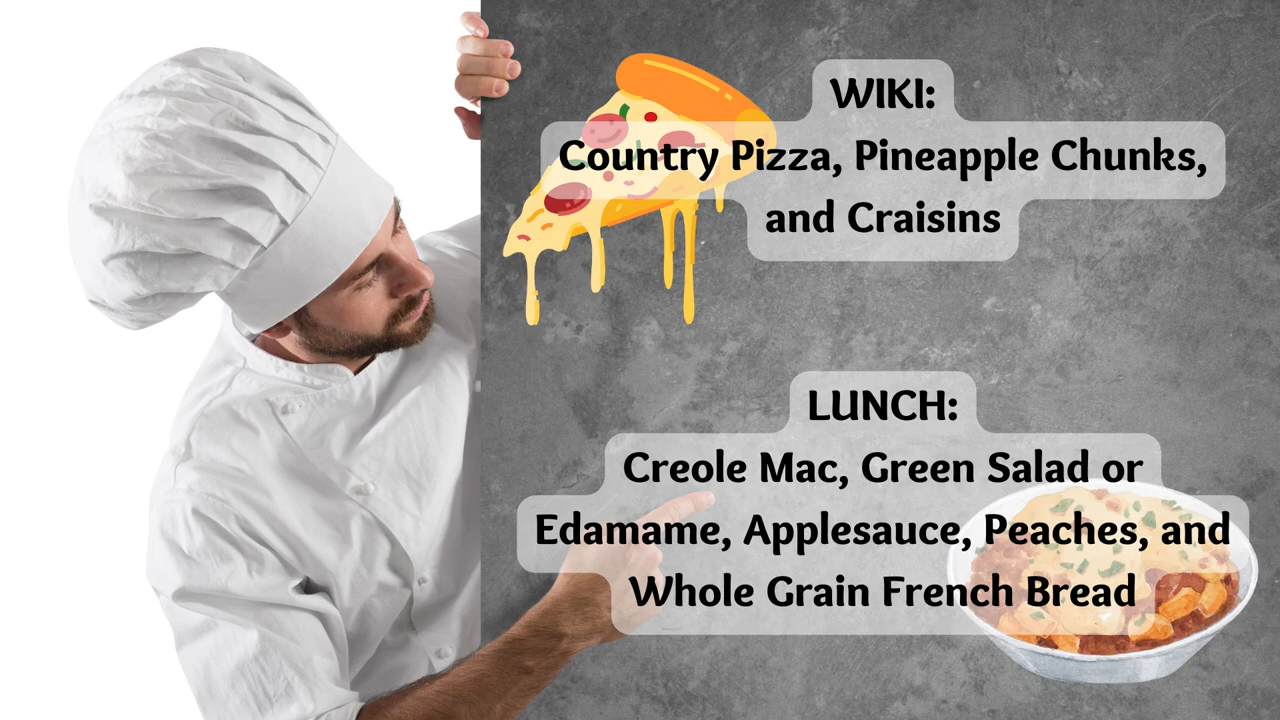 WIKI:
Country Pizza, Pineapple Chunks,
and Craisins
LUNCH:
Creole Mac, Green Salad or
Edamame, Applesauce, Peaches, and
Whole Grain French Bread